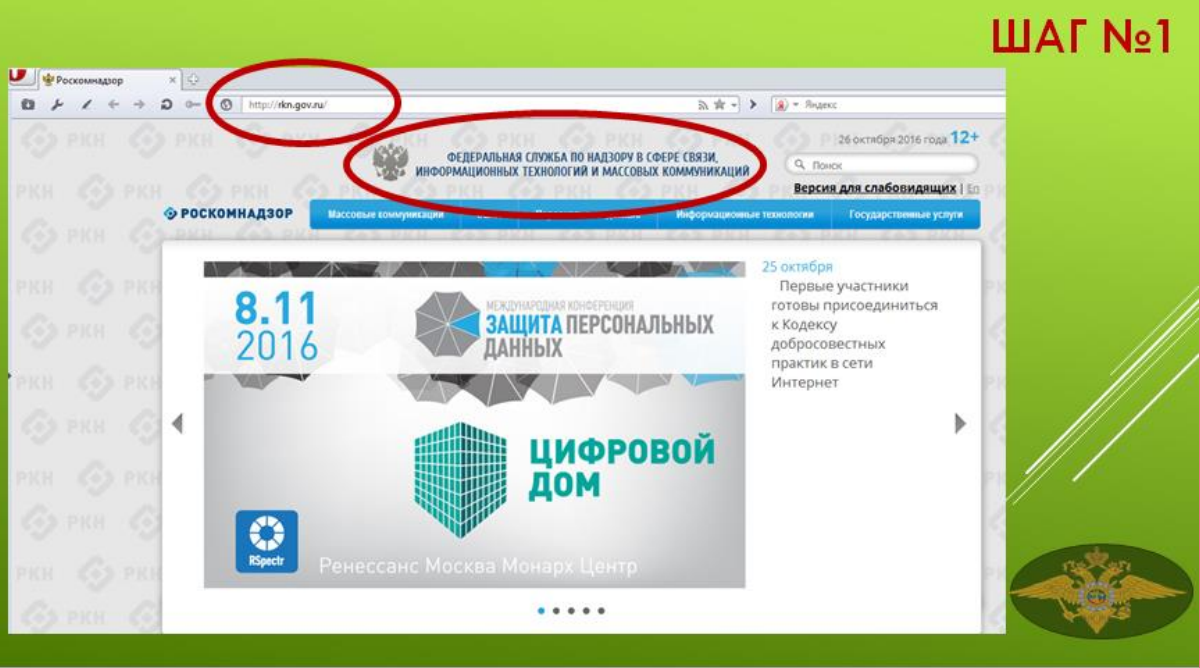 ШАГ №1
Роскомнадзор
http://rkn.gov.ru/
Яндекс
26 октября 2016 года 12+
ФЕДЕРАЛЬНАЯ СЛУЖБА ПО НАДЗОРУ В СФЕРЕ СВЯЗИ,
ИНФОРМАЦИОННЫХ ТЕХНОЛОГИЙ И МАССОВЫХ КОММУНИКАЦИЙ
Поиск
Версия для слабовидящих | En
РОСКОМНАДЗОР
Массовые коммуникации
Информационные технологии
Государственные услуги
8.11
2016
МЕЖДУНАРОДНАЯ КОНФЕРЕНЦИЯ
ЗАЩИТА ПЕРСОНАЛЬНЫХ
ДАННЫХ
ЦИФРОВОЙ
ДОМ
RSpectr
Ренессанс Москва Монарх Центр
25 октября
Первые участники
готовы присоединиться
к Кодексу
добросовестных
практик в сети
Интернет